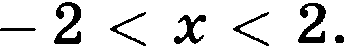 − 2 < x < 2.